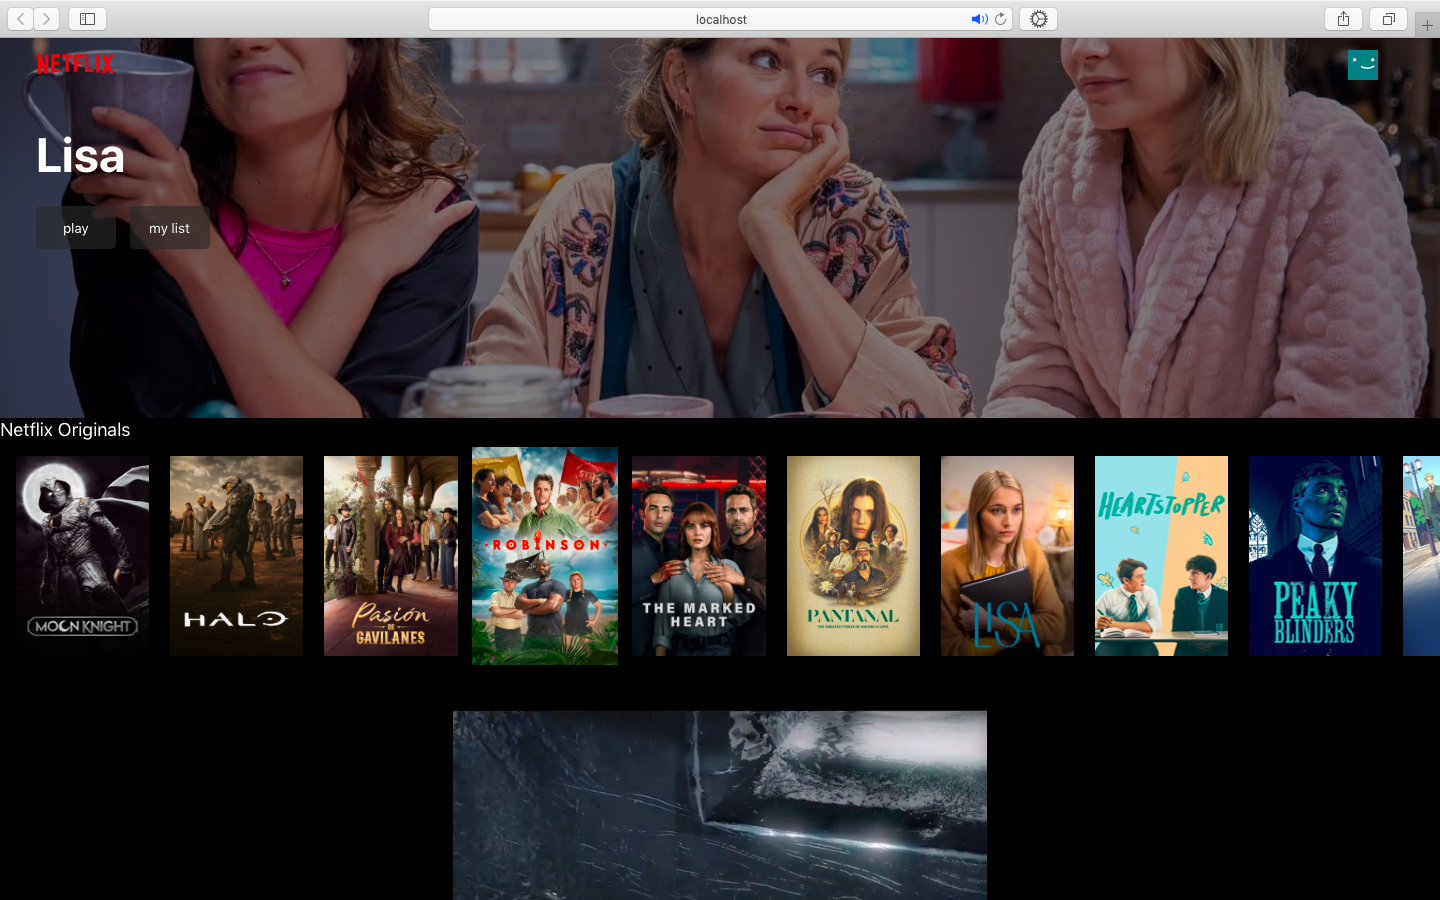 localhost
NETFLIX
Lisa
play
my list
Netflix Originals
MOON KNIGHT
HALO
Pasión
DE
GAVILANES
ROBINSON
THE MARKED
HEART
PANTANAL
LISA
HEARTSTOPPER
PEAKY
BLINDERS